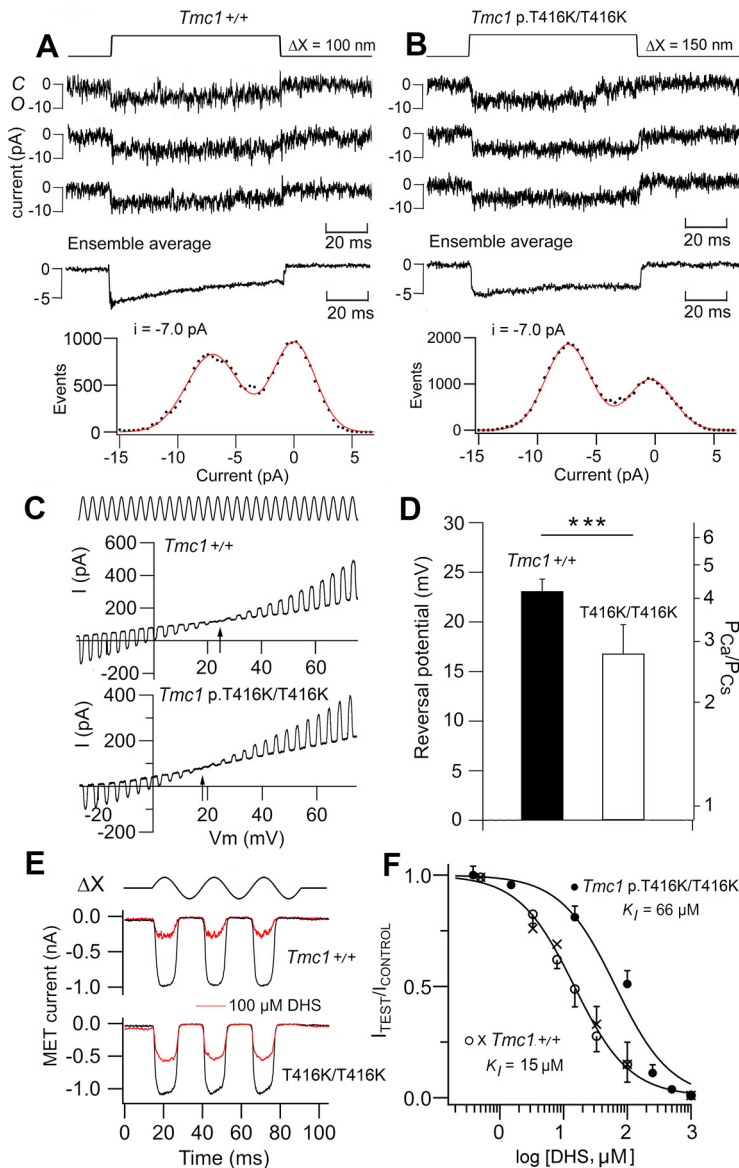 A
Tmc1 +/+
ΔX = 100 nm
C
O
0
-10
0
-10
0
-10
current (pA)
20 ms
Ensemble average
0
-5
20 ms
i = -7.0 pA
1000
500
0
Events
-15 -10 -5 0 5
Current (pA)
B
Tmc1 p.T416K/T416K
ΔX = 150 nm
0
-10
0
-10
0
-10
20 ms
Ensemble average
0
-5
20 ms
i = -7.0 pA
2000
1000
0
Events
-15 -10 -5 0 5
Current (pA)
C
Tmc1 +/+
600
400
200
-200
I (pA)
20 40 60
Tmc1 p.T416K/T416K
400
200
0
-200
I (pA)
-20 0 20 40 60
Vm (mV)
D
30
25
20
15
10
5
0
Reversal potential (mV)
***
Tmc1 +/+
T416K/T416K
6
5
4
3
2
1
PCa/PCs
E
ΔX
0.0
-0.5
-1.0
Tmc1 +/+
100 µM DHS
0.0
-0.5
-1.0
T416K/T416K
MET current (nA)
0 20 40 60 80 100
Time (ms)
F
1.0
0.5
0.0
ITEST/ICONTROL
Tmc1 p.T416K/T416K
KI = 66 µM
X Tmc1 +/+
KI = 15 µM
0 1 2 3
log [DHS, µM]